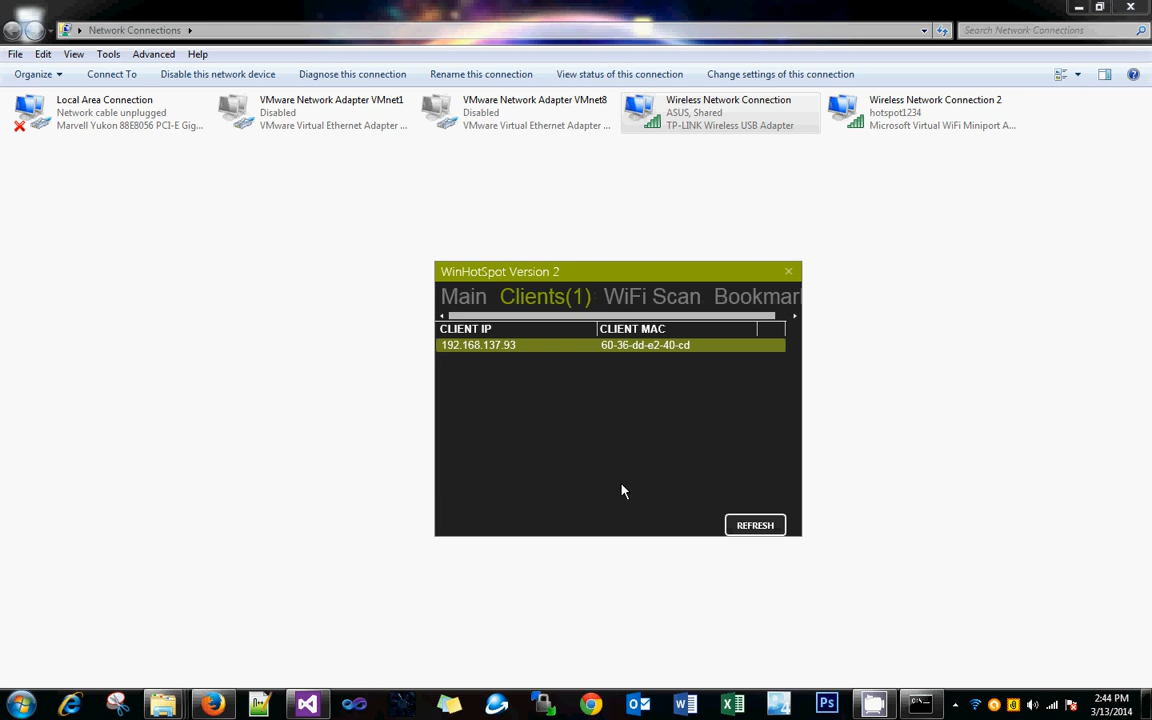 Network Connections
Search Network Connections
File Edit View Tools Advanced Help
Organize Connect To Disable this network device Diagnose this connection Rename this connection View status of this connection Change settings of this connection
Local Area Connection
Network cable unplugged
Marvell Yukon 88E8056 PCI-E Gig...
VMware Network Adapter VMnet1
Disabled
VMware Virtual Ethernet Adapter ...
VMware Network Adapter VMnet8
Disabled
VMware Virtual Ethernet Adapter ...
Wireless Network Connection
ASUS, Shared
TP-LINK Wireless USB Adapter
Wireless Network Connection 2
hotspot1234
Microsoft Virtual WiFi Miniport A...
WinHotSpot Version 2
Main Clients(1) WiFi Scan Bookmar
CLIENT IP CLIENT MAC
192.168.137.93 60-36-dd-e2-40-cd
REFRESH
Ps
2:44 PM
3/13/2014